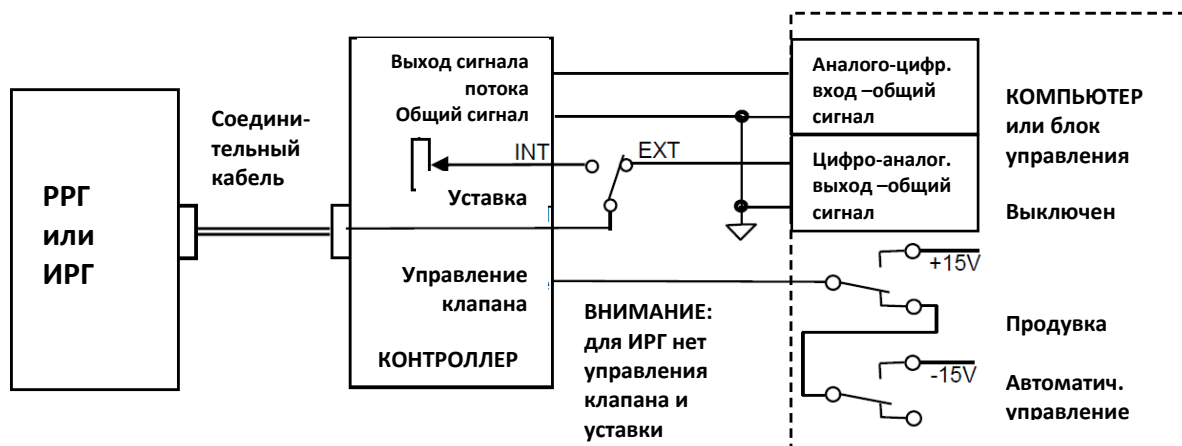 РРГ
или
ИРГ
Соедини-
тельный
кабель
Выход сигнала
потока
Общий сигнал
INT
EXT
Уставка
Управление
клапана
КОНТРОЛЛЕР
ВНИМАНИЕ:
для ИРГ нет
управления
клапана и
уставки
Аналого-цифр.
вход –общий
сигнал
Цифро-аналог.
выход –общий
сигнал
КОМПЬЮТЕР
или блок
управления
Выключен
+15V
Продувка
-15V
Автоматич.
управление